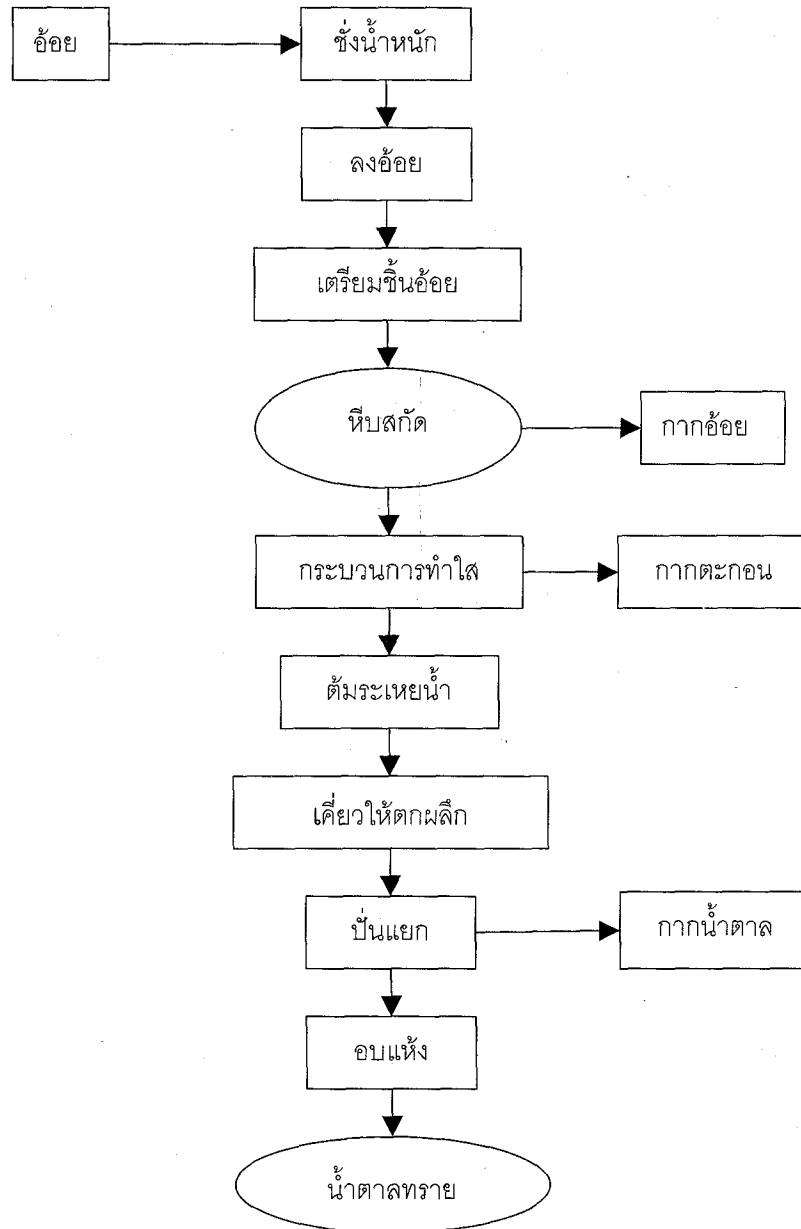 อ้อย
ชั่งน้ำหนัก
ลงอ้อย
เตรียมชิ้นอ้อย
หีบสกัด
กากอ้อย
กระบวนการทำใส
กากตะกอน
ต้มระเหยน้ำ
เคี่ยวให้ตกผลึก
ปั่นแยก
กากน้ำตาล
อบแห้ง
น้ำตาลทราย